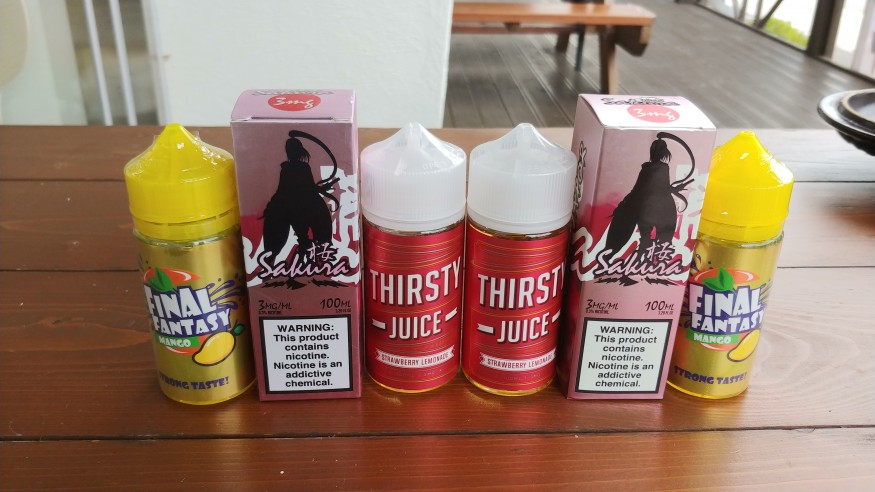 FINAL
FANTASY
MANGO
STRONG TASTE!
3mg
桜
Sakura
3MG/ML
100ML
WARNING:
This product
contains
nicotine.
Nicotine is an
addictive
chemical.
THIRSTY
JUICE
STRAWBERRY LEMONADE
THIRSTY
JUICE
STRAWBERRY LEMONADE
Sakura
3mg
桜
Sakura
3MG/ML
100ML
WARNING:
This product
contains
nicotine.
Nicotine is an
addictive
chemical.
FINAL
FANTASY
MANGO
STRONG TASTE!